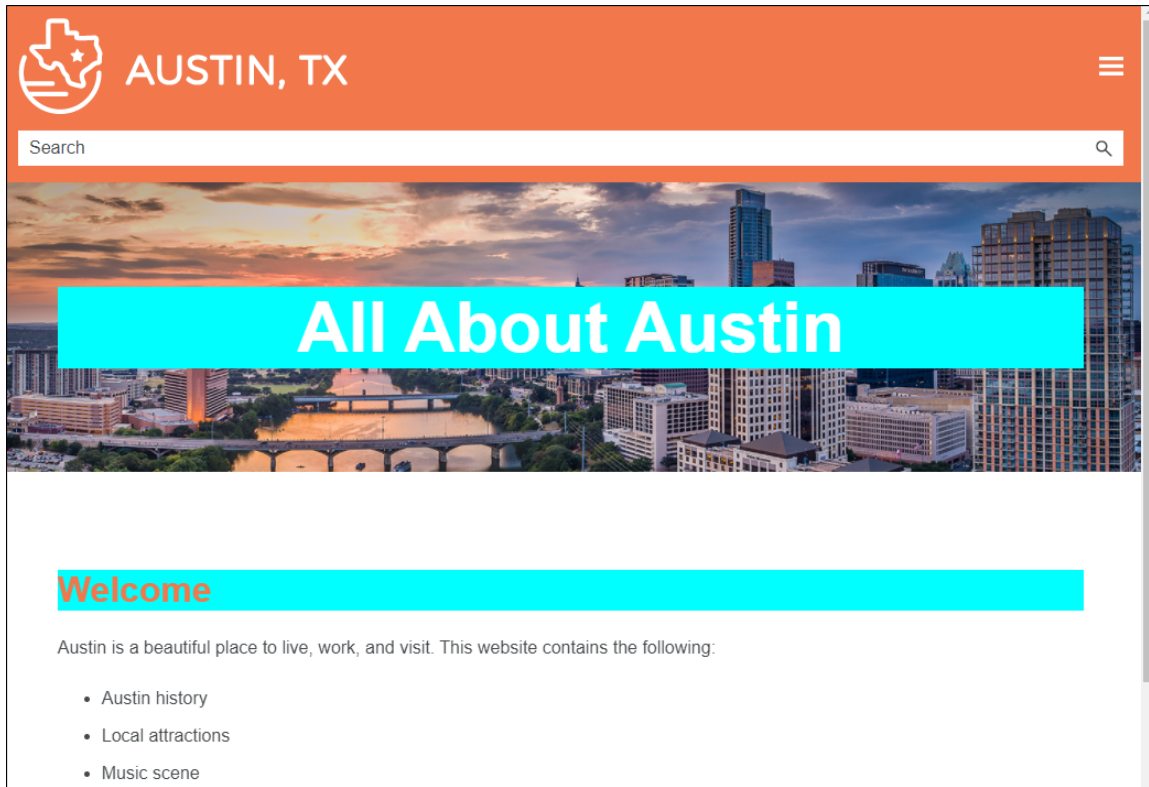 AUSTIN, TX
Search
All About Austin
Welcome
Austin is a beautiful place to live, work, and visit. This website contains the following:
• Austin history
• Local attractions
• Music scene